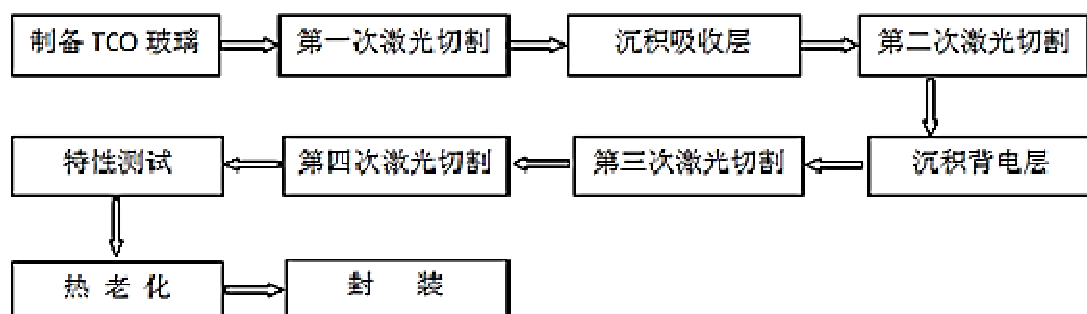 制备 TCO 玻璃
第一次激光切割
沉积吸收层
第二次激光切割
沉积背电层
第三次激光切割
第四次激光切割
特性测试
热 老 化
封 装